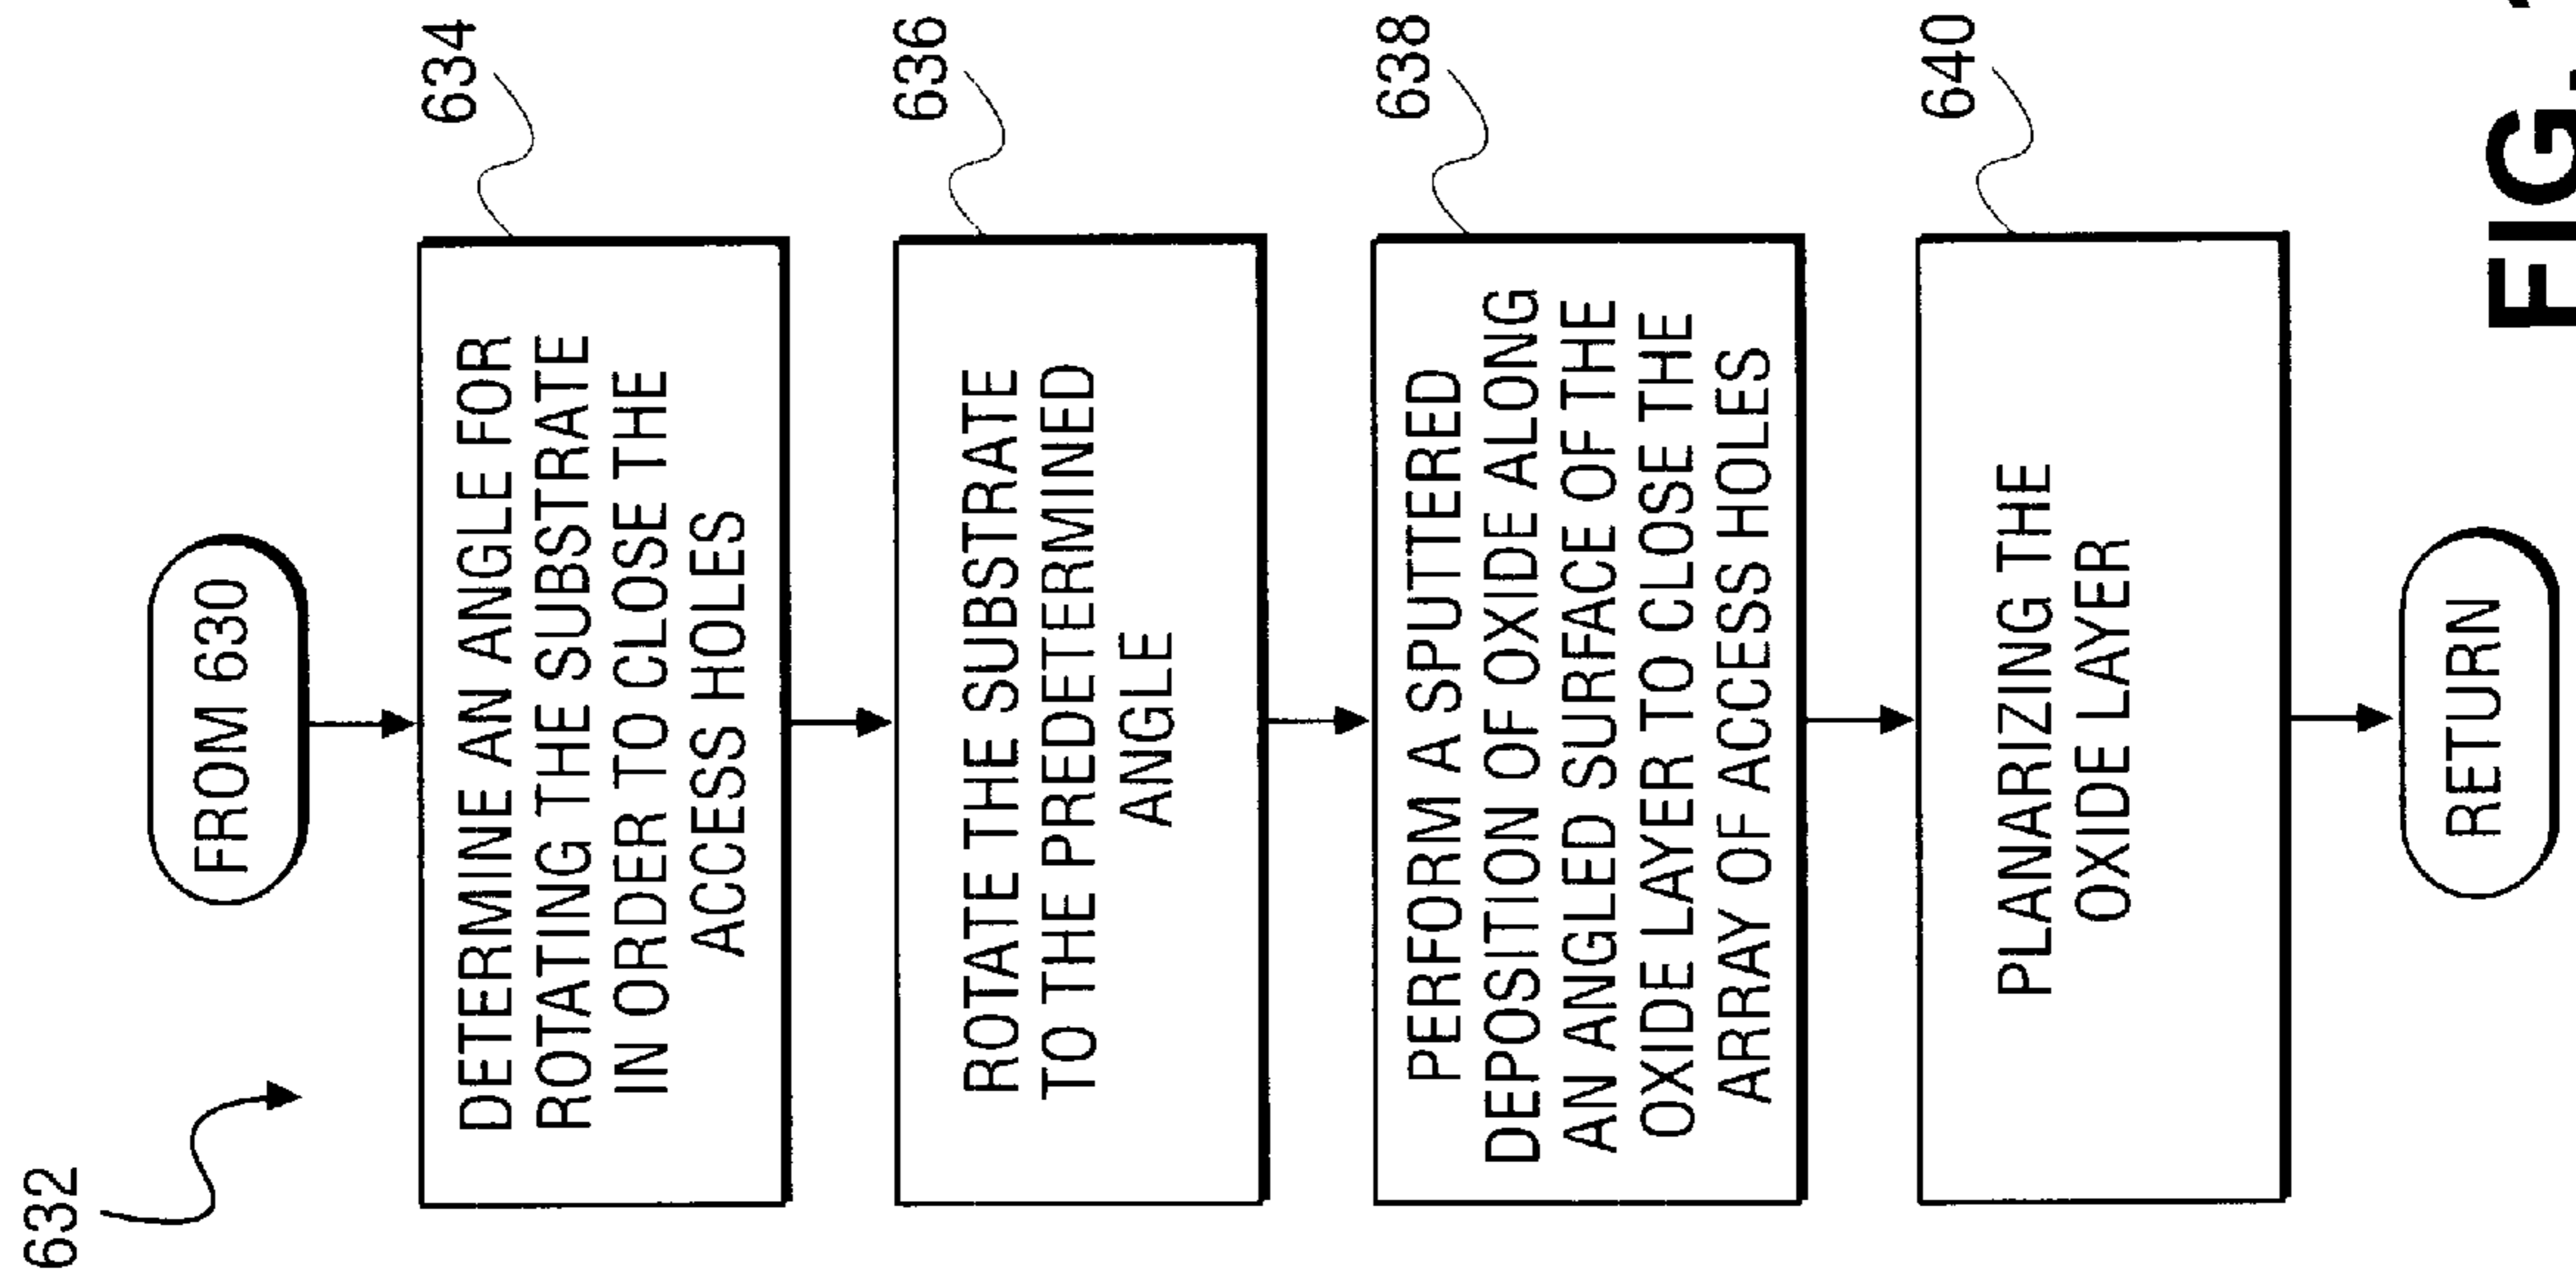 632
FROM 630
DETERMINE AN ANGLE FOR
ROTATING THE SUBSTRATE
IN ORDER TO CLOSE THE
ACCESS HOLES
634
ROTATE THE SUBSTRATE
TO THE PREDETERMINED
ANGLE
636
PERFORM A SPUTTERED
DEPOSITION OF OXIDE ALONG
AN ANGLED SURFACE OF THE
OXIDE LAYER TO CLOSE THE
ARRAY OF ACCESS HOLES
638
PLANARIZING THE
OXIDE LAYER
640
RETURN
FIG.